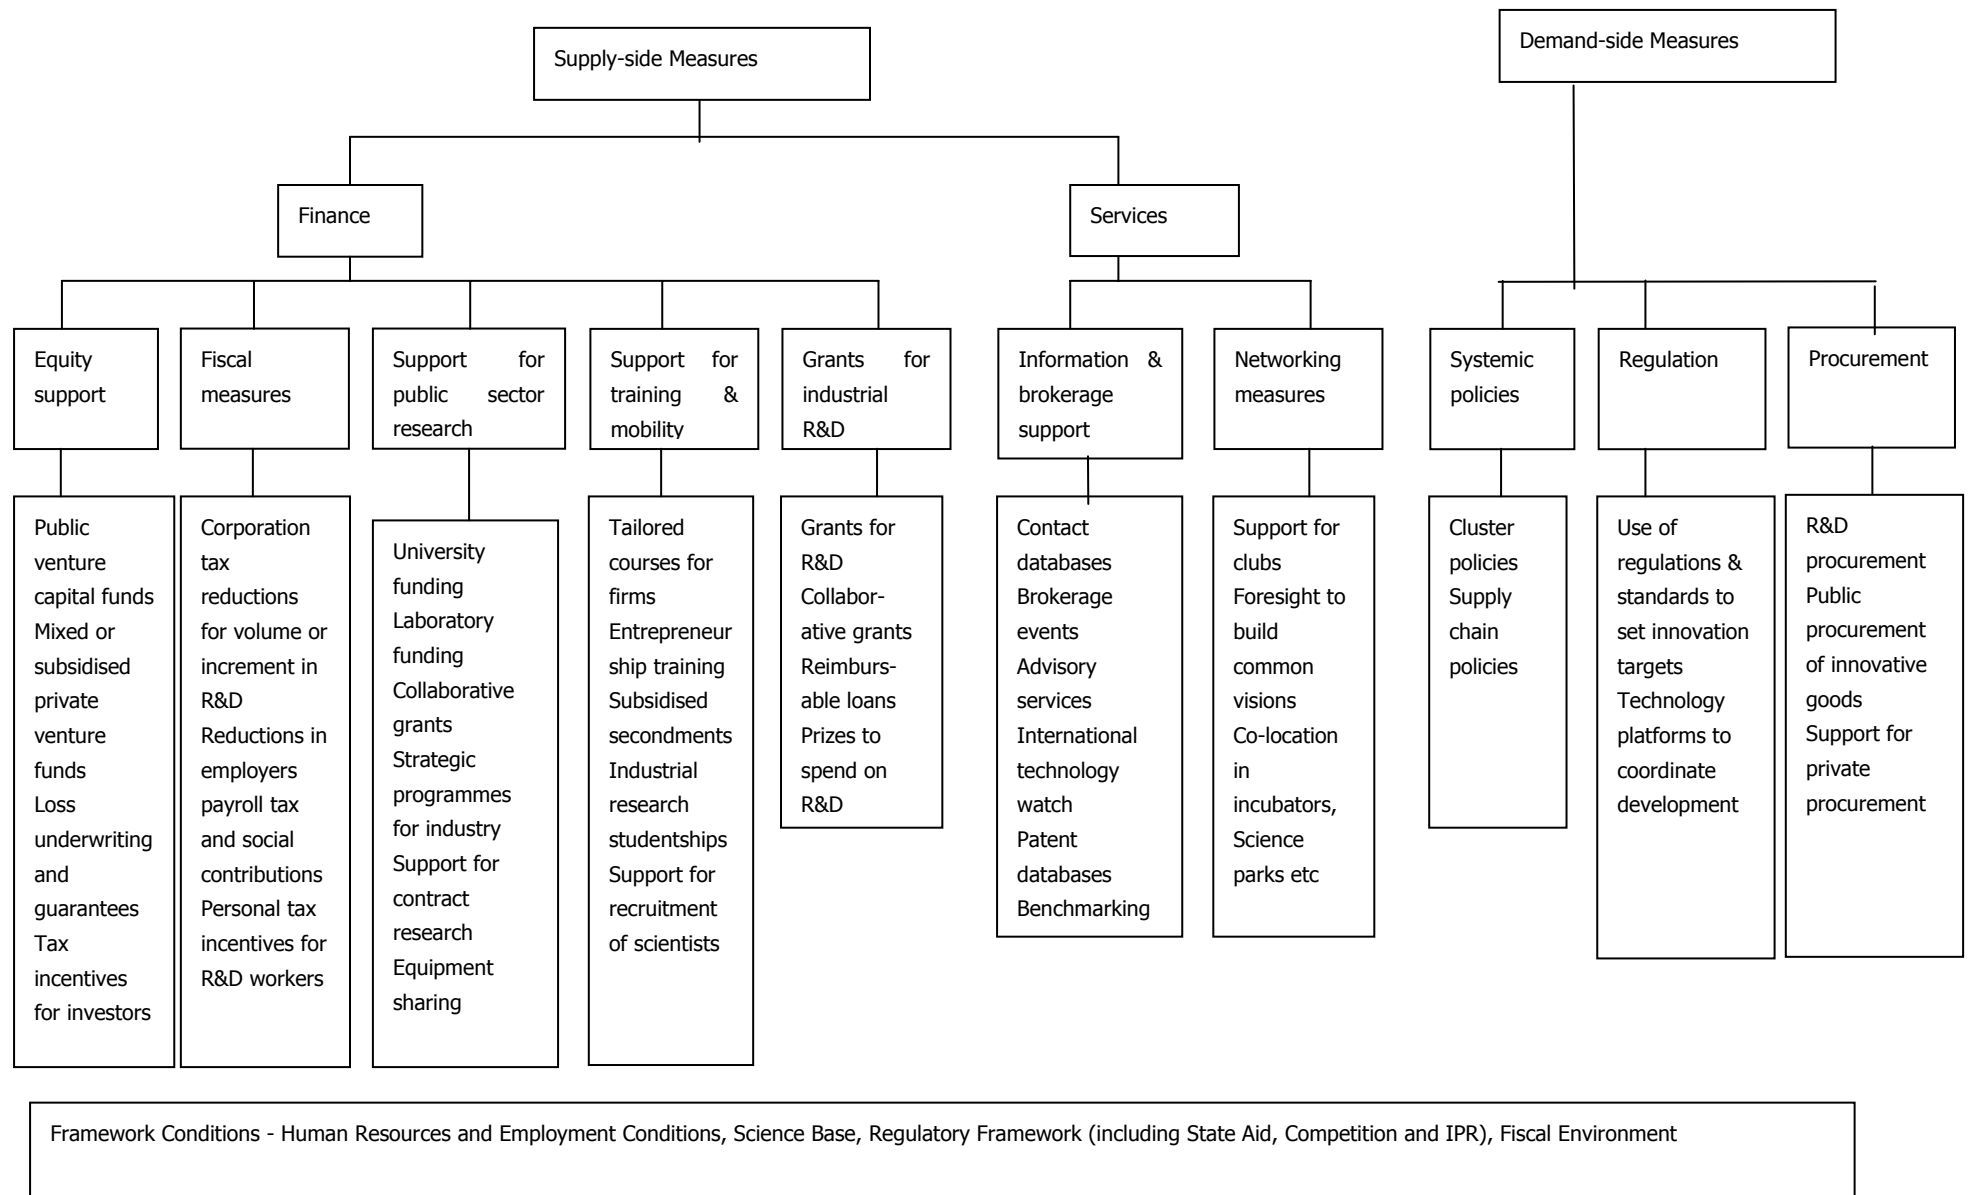 Supply-side Measures
Demand-side Measures
Finance
Services
Equity
support
Fiscal
measures
Support for
public sector
research
Support for
training &
mobility
Grants for
industrial
R&D
Information &
brokerage
support
Networking
measures
Systemic
policies
Regulation
Procurement
Public
venture
capital funds
Mixed or
subsidised
private
venture
funds
Loss
underwriting
and
guarantees
Tax
incentives
for investors
Corporation
tax
reductions
for volume or
increment in
R&D
Reductions in
employers
payroll tax
and social
contributions
Personal tax
incentives for
R&D workers
University
funding
Laboratory
funding
Collaborative
grants
Strategic
programmes
for industry
Support for
contract
research
Equipment
sharing
Tailored
courses for
firms
Entrepreneur
ship training
Subsidised
secondments
Industrial
research
studentships
Support for
recruitment
of scientists
Grants for
R&D
Collabor-
ative grants
Reimburs-
able loans
Prizes to
spend on
R&D
Contact
databases
Brokerage
events
Advisory
services
International
technology
watch
Patent
databases
Benchmarking
Support for
clubs
Foresight to
build
common
visions
Co-location
in
incubators,
Science
parks etc
Cluster
policies
Supply
chain
policies
Use of
regulations &
standards to
set innovation
targets
Technology
platforms to
coordinate
development
R&D
procurement
Public
procurement
of innovative
goods
Support for
private
procurement
Framework Conditions - Human Resources and Employment Conditions, Science Base, Regulatory Framework (including State Aid, Competition and IPR), Fiscal Environment